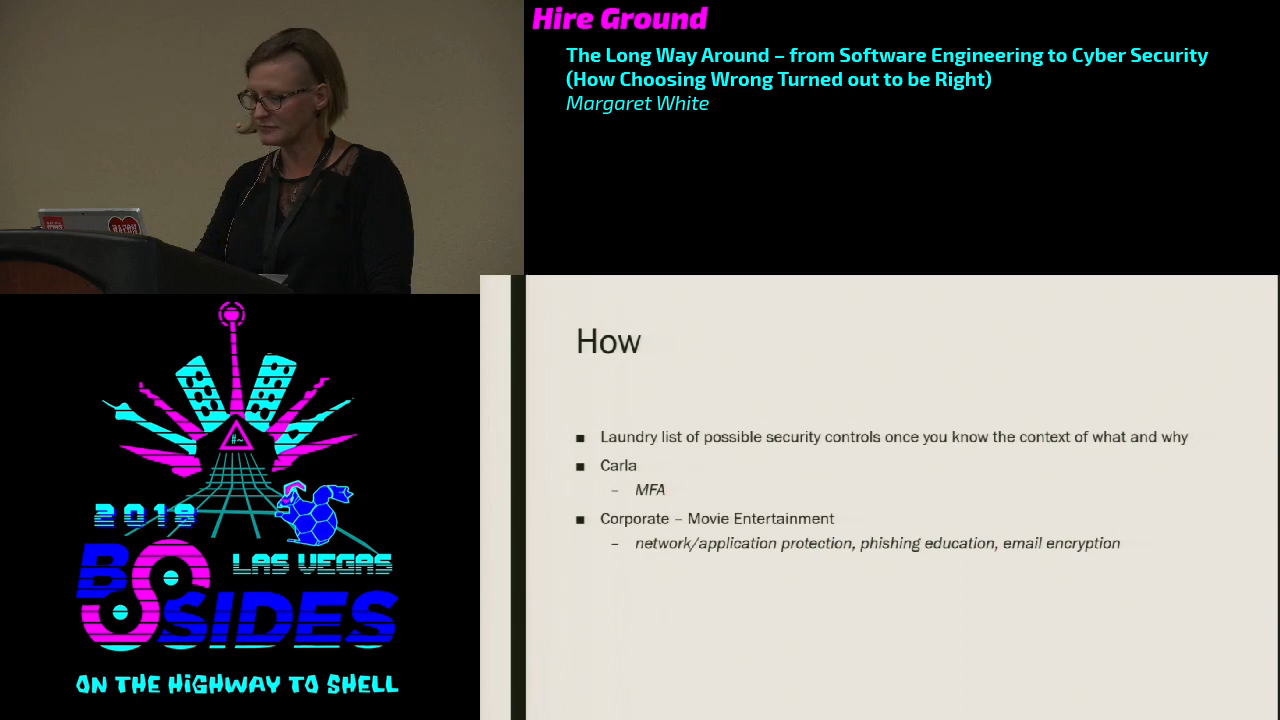 Hire Ground
The Long Way Around – from Software Engineering to Cyber Security
(How Choosing Wrong Turned out to be Right)
Margaret White
How
■ Laundry list of possible security controls once you know the context of what and why
■ Carla
– MFA
■ Corporate – Movie Entertainment
– network/application protection, phishing education, email encryption
#~
2018
LAS VEGAS
BSIDES
ON THE HIGHWAY TO SHELL